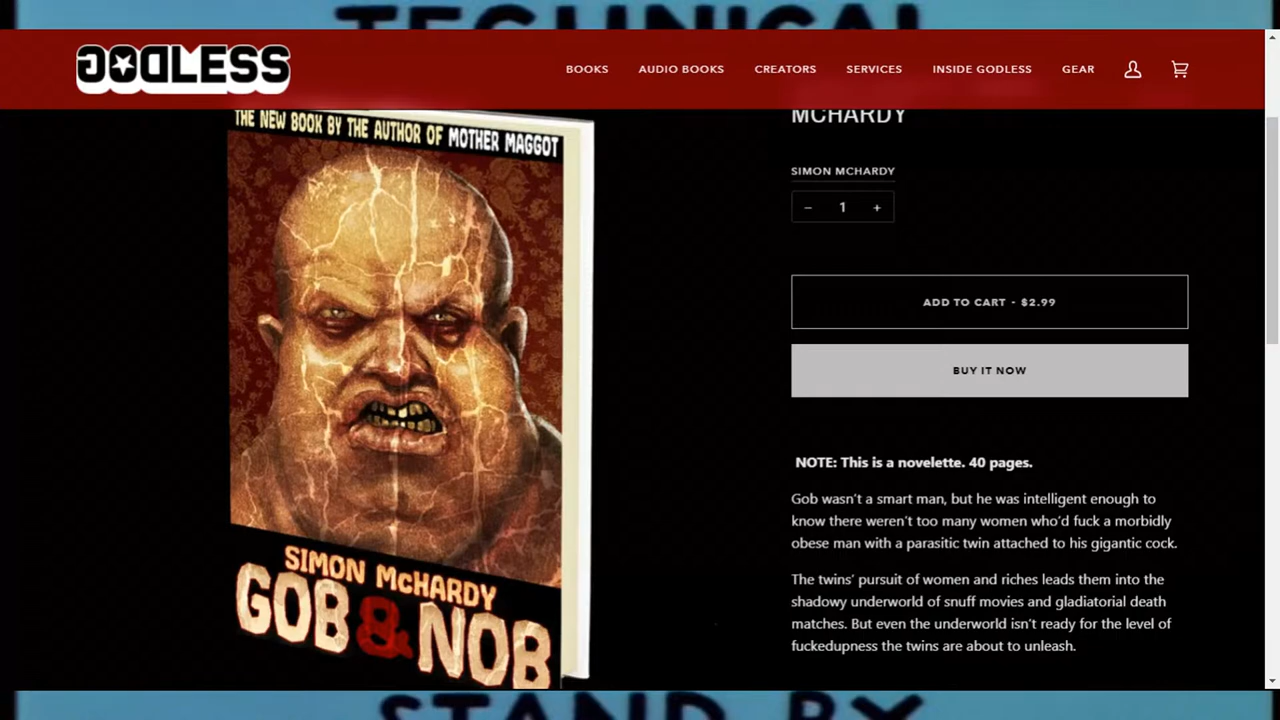 TECHNICAL
GODLESS
BOOKS
AUDIO BOOKS
CREATORS
SERVICES
INSIDE GODLESS
GEAR
MCHARDY
THE NEW BOOK BY THE AUTHOR OF MOTHER MAGGOT
SIMON MCHARDY
GOB & NOB
SIMON MCHARDY
− 1 +
ADD TO CART - $2.99
BUY IT NOW
NOTE: This is a novelette. 40 pages.
Gob wasn't a smart man, but he was intelligent enough to
know there weren't too many women who'd fuck a morbidly
obese man with a parasitic twin attached to his gigantic cock.
The twins' pursuit of women and riches leads them into the
shadowy underworld of snuff movies and gladiatorial death
matches. But even the underworld isn't ready for the level of
fuckedupness the twins are about to unleash.
STAND BY